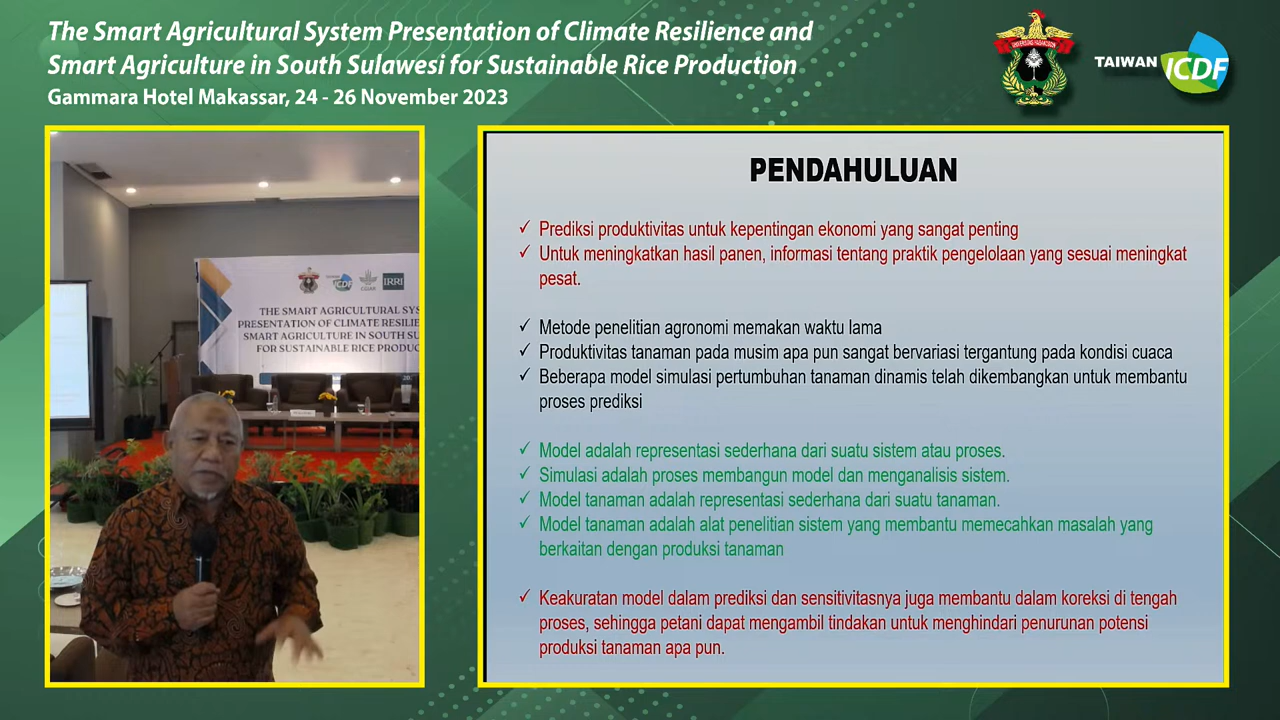 The Smart Agricultural System Presentation of Climate Resilience and
Smart Agriculture in South Sulawesi for Sustainable Rice Production
Gammara Hotel Makassar, 24 - 26 November 2023
UNIVERSITAS HASANUDDIN
TAIWAN ICDF
ICDF
CGIAR
IRRI
THE SMART AGRICULTURAL SYS
PRESENTATION OF CLIMATE RESILIE
SMART AGRICULTURE IN SOUTH SU
FOR SUSTAINABLE RICE PRODUC
PENDAHULUAN
✓ Prediksi produktivitas untuk kepentingan ekonomi yang sangat penting
✓ Untuk meningkatkan hasil panen, informasi tentang praktik pengelolaan yang sesuai meningkat
pesat.
✓ Metode penelitian agronomi memakan waktu lama
✓ Produktivitas tanaman pada musim apa pun sangat bervariasi tergantung pada kondisi cuaca
✓ Beberapa model simulasi pertumbuhan tanaman dinamis telah dikembangkan untuk membantu
proses prediksi
✓ Model adalah representasi sederhana dari suatu sistem atau proses.
✓ Simulasi adalah proses membangun model dan menganalisis sistem.
✓ Model tanaman adalah representasi sederhana dari suatu tanaman.
✓ Model tanaman adalah alat penelitian sistem yang membantu memecahkan masalah yang
berkaitan dengan produksi tanaman
✓ Keakuratan model dalam prediksi dan sensitivitasnya juga membantu dalam koreksi di tengah
proses, sehingga petani dapat mengambil tindakan untuk menghindari penurunan potensi
produksi tanaman apa pun.